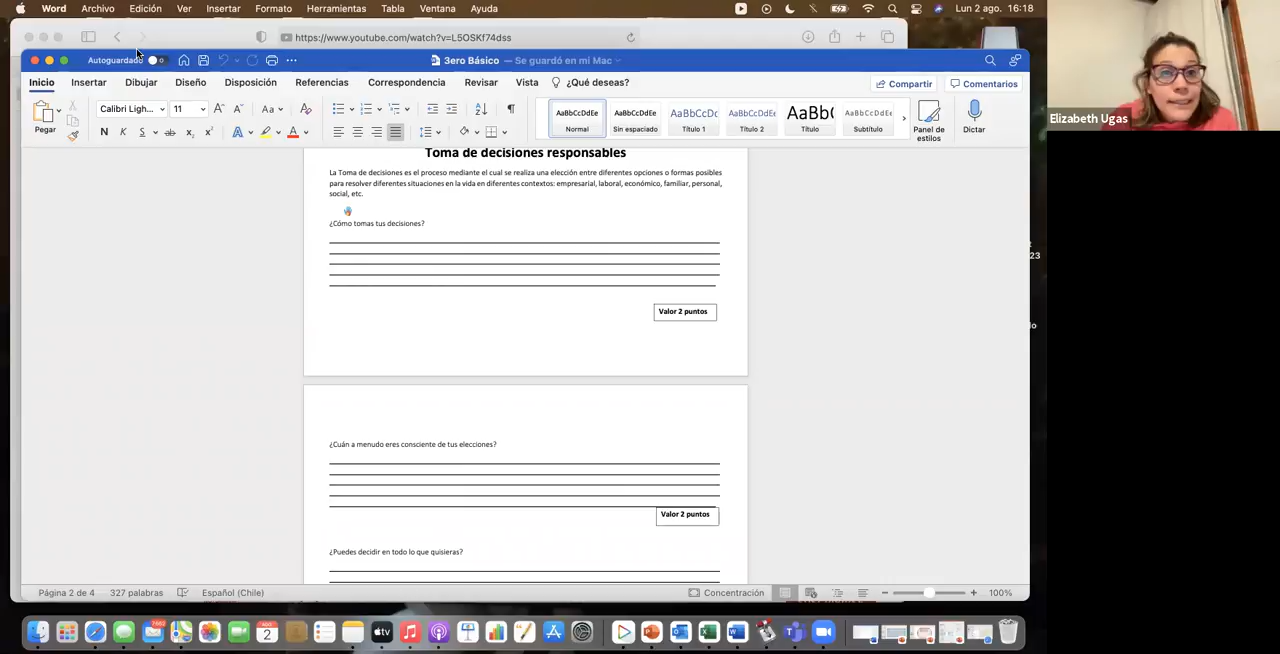 Word Archivo Edición Ver Insertar Formato Herramientas Tabla Ventana Ayuda Lun 2 ago. 16:18
https://www.youtube.com/watch?v=L5OSKf74dss
Autoguardado 3ero Básico — Se guardó en mi Mac
Inicio Insertar Dibujar Diseño Disposición Referencias Correspondencia Revisar Vista ¿Qué deseas? Compartir Comentarios
Pegar Calibri Ligh... 11 Aa
N K S ab x x A A
AaBbCcDdEe AaBbCcDdEe AaBbCcDc AaBbCcDdEe AaBb( AaBbCcDdEe
Normal Sin espaciado Título 1 Título 2 Título Subtítulo
Panel de estilos
Dictar
Elizabeth Ugas
Toma de decisiones responsables
La Toma de decisiones es el proceso mediante el cual se realiza una elección entre diferentes opciones o formas posibles
para resolver diferentes situaciones en la vida en diferentes contextos: empresarial, laboral, económico, familiar, personal,
social, etc.
¿Cómo tomas tus decisiones?
Valor 2 puntos
¿Cuán a menudo eres consciente de tus elecciones?
Valor 2 puntos
¿Puedes decidir en todo lo que quisieras?
Página 2 de 4 327 palabras Español (Chile) Concentración 100%
AGO
2
tv